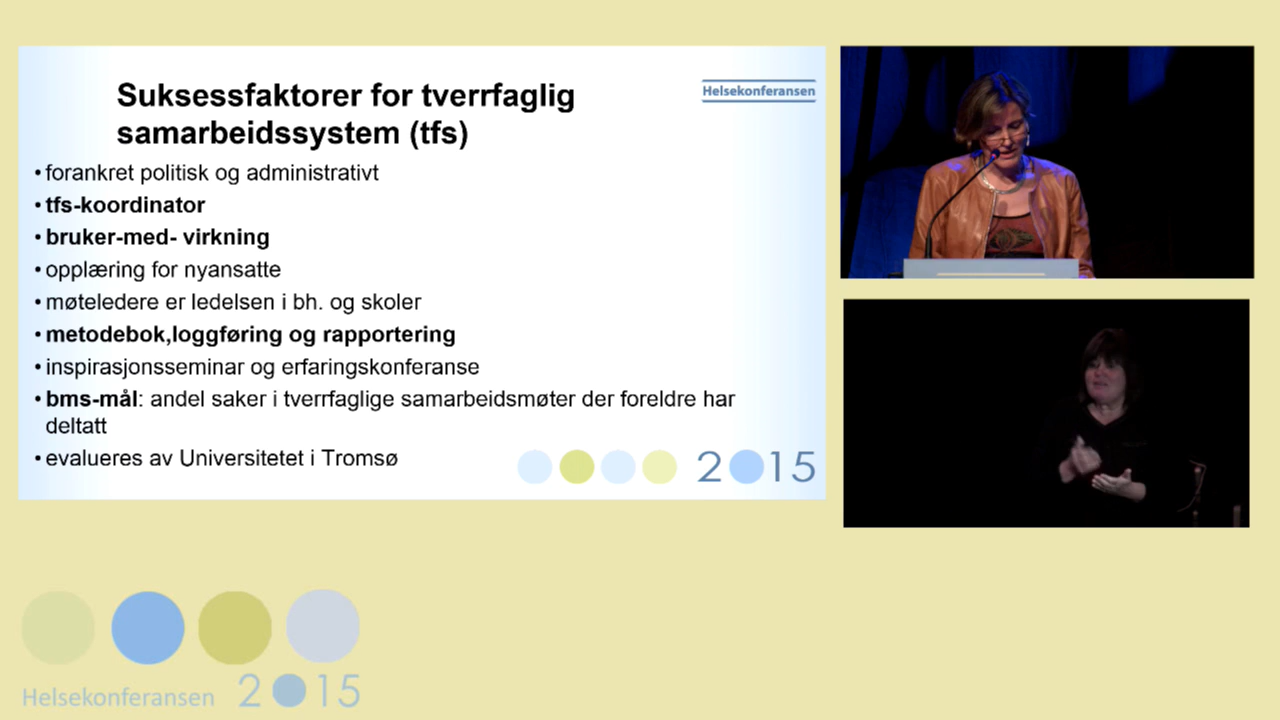 Suksessfaktorer for tverrfaglig
samarbeidssystem (tfs)
Helsekonferansen
• forankret politisk og administrativt
• tfs-koordinator
• bruker-med- virkning
• opplæring for nyansatte
• møteledere er ledelsen i bh. og skoler
• metodebok,loggføring og rapportering
• inspirasjonsseminar og erfaringskonferanse
• bms-mål: andel saker i tverrfaglige samarbeidsmøter der foreldre har
deltatt
• evalueres av Universitetet i Tromsø
2015
Helsekonferansen 2015